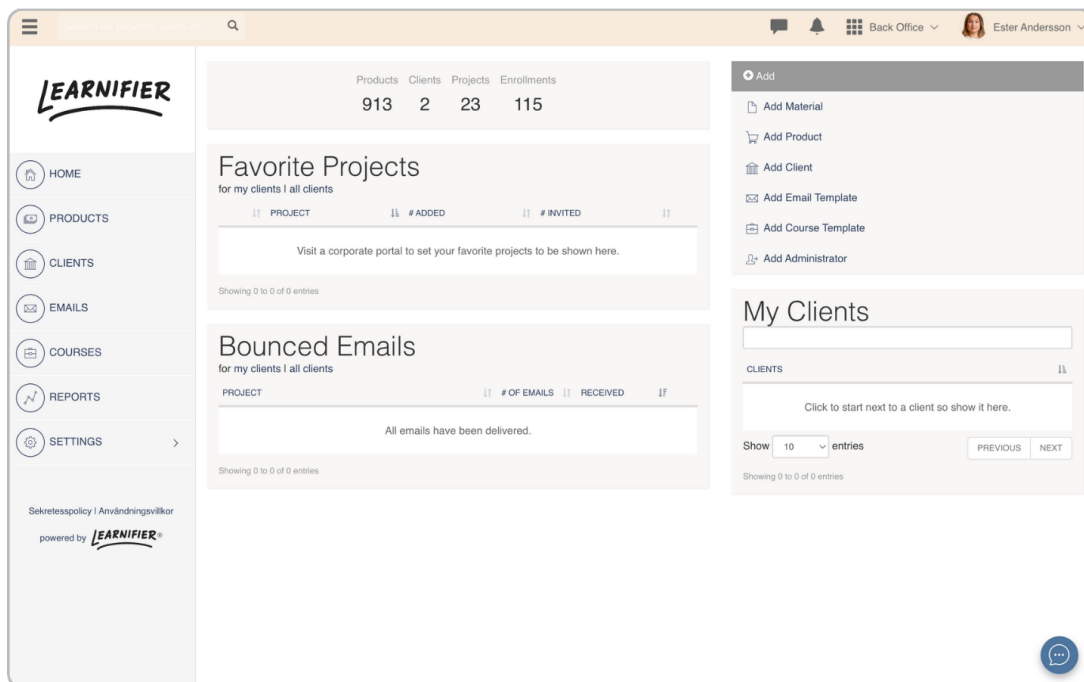 Back Office
Ester Andersson
LEARNIFIER
HOME
PRODUCTS
CLIENTS
EMAILS
COURSES
REPORTS
SETTINGS
Sekretesspolicy | Användningsvillkor
powered by LEARNIFIER®
Products Clients Projects Enrollments
913 2 23 115
Favorite Projects
for my clients | all clients
PROJECT # ADDED # INVITED
Visit a corporate portal to set your favorite projects to be shown here.
Showing 0 to 0 of 0 entries
Bounced Emails
for my clients | all clients
PROJECT # OF EMAILS RECEIVED
All emails have been delivered.
Showing 0 to 0 of 0 entries
Add
Add Material
Add Product
Add Client
Add Email Template
Add Course Template
Add Administrator
My Clients
CLIENTS
Click to start next to a client so show it here.
Show 10 entries
PREVIOUS NEXT
Showing 0 to 0 of 0 entries